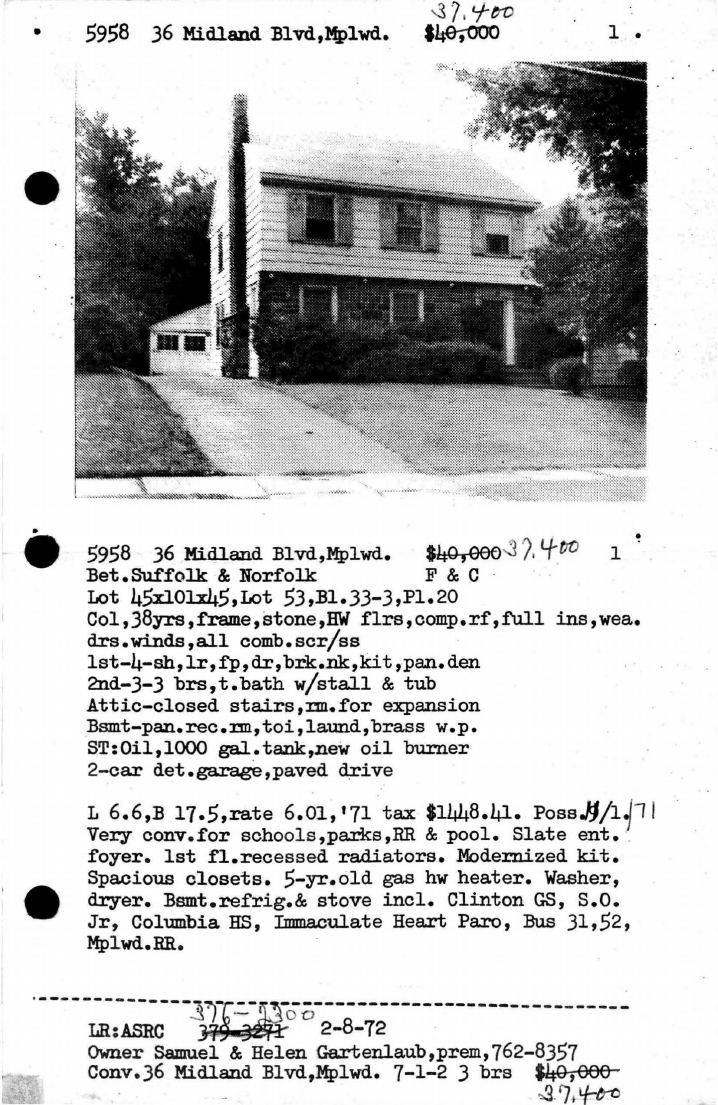 37.400
5958 36 Midland Blvd,Mplwd. $40,000 1
5958 36 Midland Blvd,Mplwd. $40,000 37.400 1
Bet.Suffolk & Norfolk F & C
Lot 45x101x45,Lot 53,Bl.33-3,Pl.20
Col,38yrs,frame,stone,HW flrs,comp.rf,full ins,wea.
drs.winds,all comb.scr/ss
1st-4-sh,lr,fp,dr,brk.nk,kit,pan.den
2nd-3-3 brs,t.bath w/stall & tub
Attic-closed stairs,rm.for expansion
Bsmt-pan.rec.rm,toi,laund,brass w.p.
ST:Oil,1000 gal.tank,new oil burner
2-car det.garage,paved drive
L 6.6,B 17.5,rate 6.01,'71 tax $1448.41. Poss. /1./71
Very conv.for schools,parks,RR & pool. Slate ent.
foyer. 1st fl.recessed radiators. Modernized kit.
Spacious closets. 5-yr.old gas hw heater. Washer,
dryer. Bsmt.refrig.& stove incl. Clinton GS, S.O.
Jr, Columbia HS, Immaculate Heart Paro, Bus 31,52,
Mplwd.RR.
376-2300
LR:ASRC 379-3271 2-8-72
Owner Samuel & Helen Gartenlaub,prem,762-8357
Conv.36 Midland Blvd,Mplwd. 7-1-2 3 brs $40,000
37.400